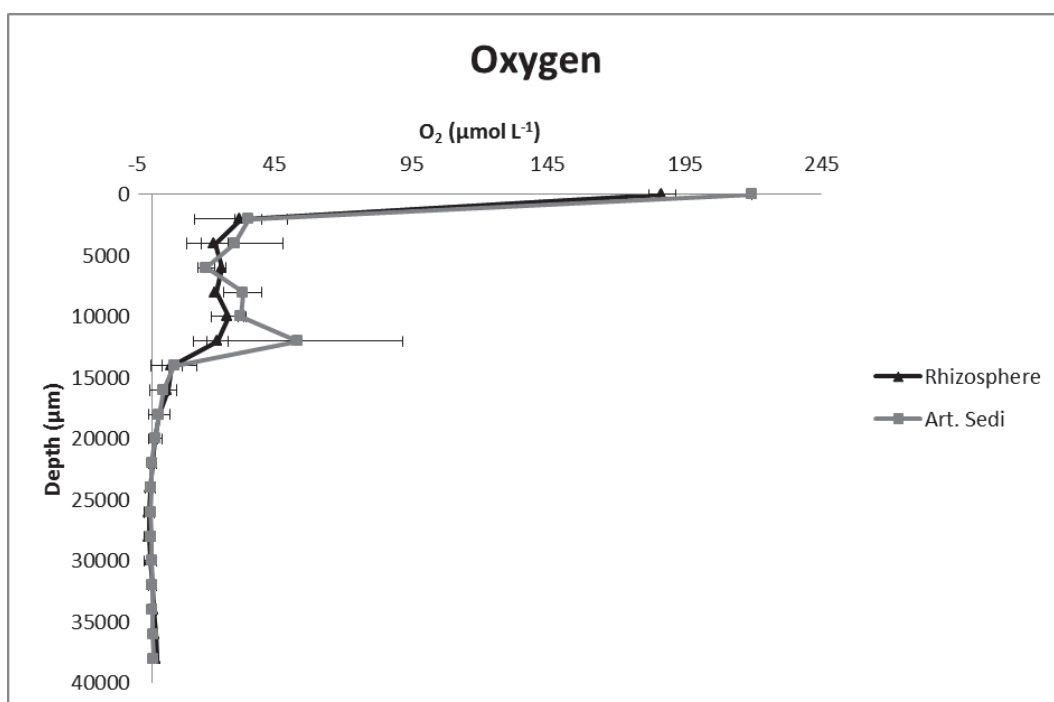 Oxygen
O₂ (µmol L⁻¹)
-5 45 95 145 195 245
0
5000
10000
15000
20000
25000
30000
35000
40000
Depth (µm)
Rhizosphere
Art. Sedi